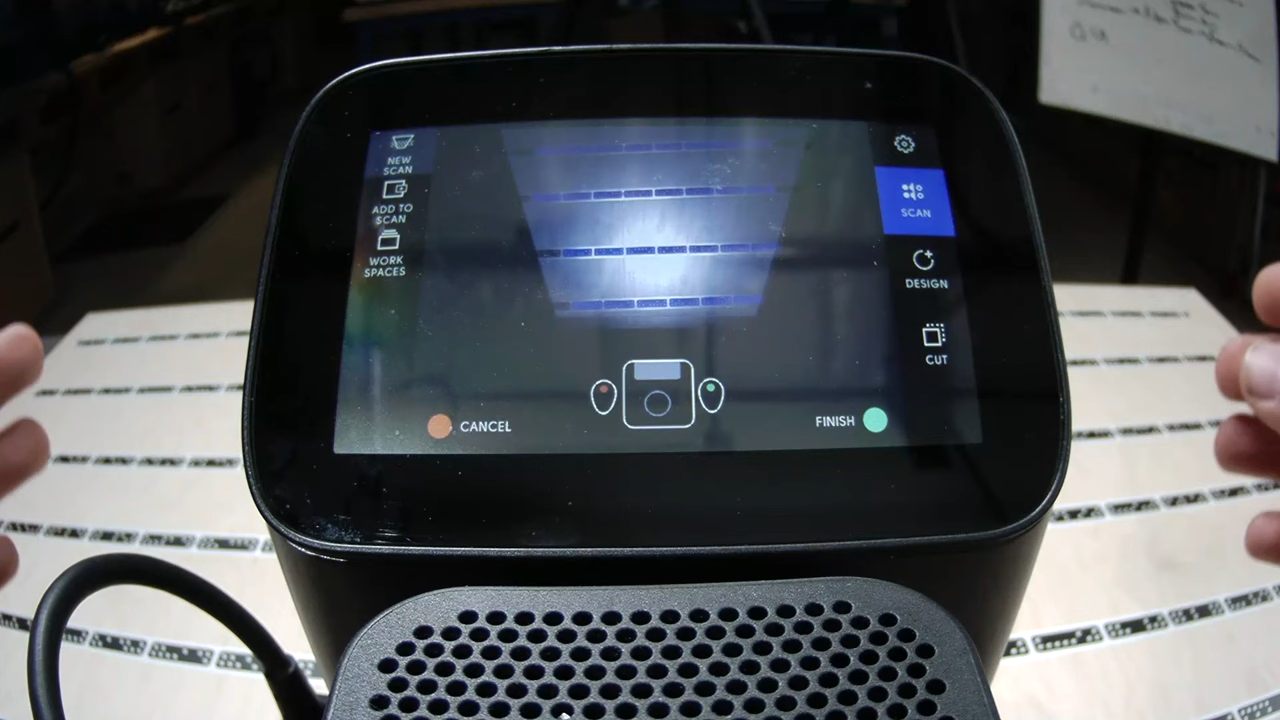 NEW
SCAN
ADD TO
SCAN
WORK
SPACES
SCAN
DESIGN
CUT
CANCEL
FINISH